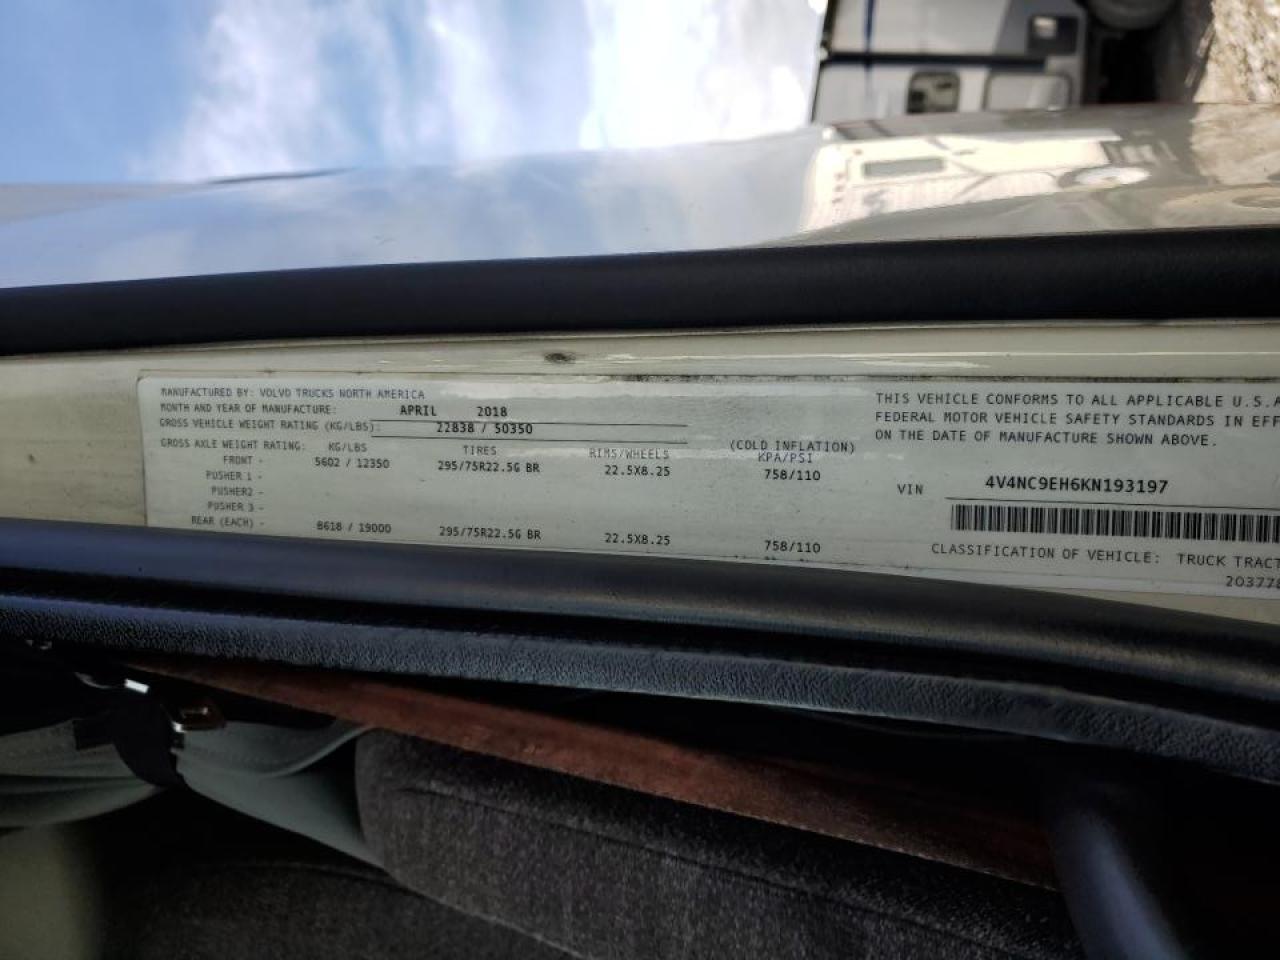 MANUFACTURED BY: VOLVO TRUCKS NORTH AMERICA
MONTH AND YEAR OF MANUFACTURE: APRIL 2018
GROSS VEHICLE WEIGHT RATING (KG/LBS): 22838 / 50350
GROSS AXLE WEIGHT RATING: KG/LBS TIRES RIMS/WHEELS (COLD INFLATION) KPA/PSI
FRONT - 5602 / 12350 295/75R22.5G BR 22.5X8.25 758/110
PUSHER 1 -
PUSHER2 -
PUSHER 3 -
REAR (EACH) - 8618 / 19000 295/75R22.5G BR 22.5X8.25 758/110
THIS VEHICLE CONFORMS TO ALL APPLICABLE U.S.A
FEDERAL MOTOR VEHICLE SAFETY STANDARDS IN EFF
ON THE DATE OF MANUFACTURE SHOWN ABOVE.
VIN 4V4NC9EH6KN193197
CLASSIFICATION OF VEHICLE: TRUCK TRACT
203778